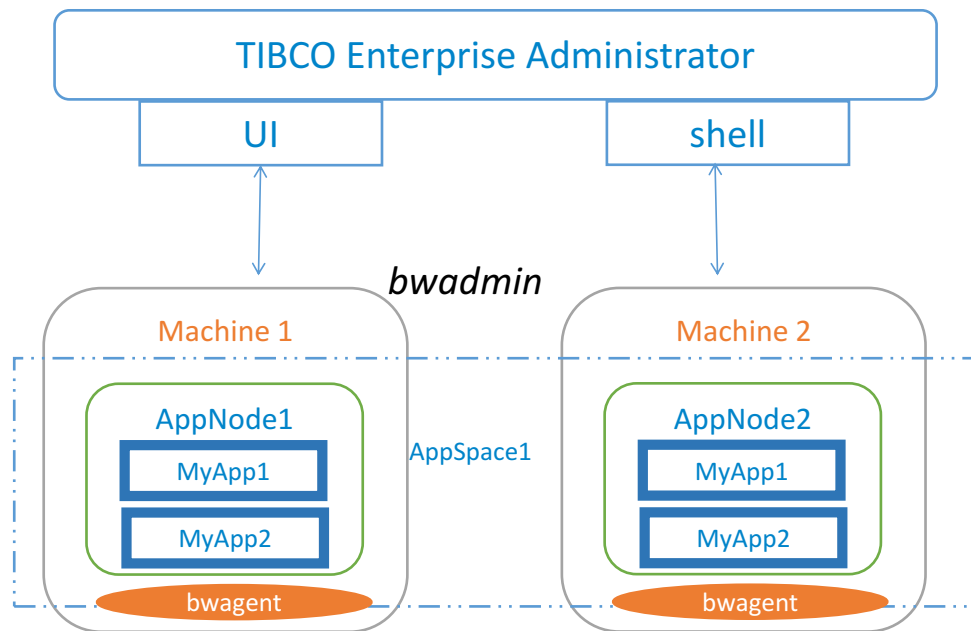 TIBCO Enterprise Administrator
UI
shell
bwadmin
Machine 1
Machine 2
AppNode1
AppNode2
AppSpace1
MyApp1
MyApp1
MyApp2
MyApp2
bwagent
bwagent